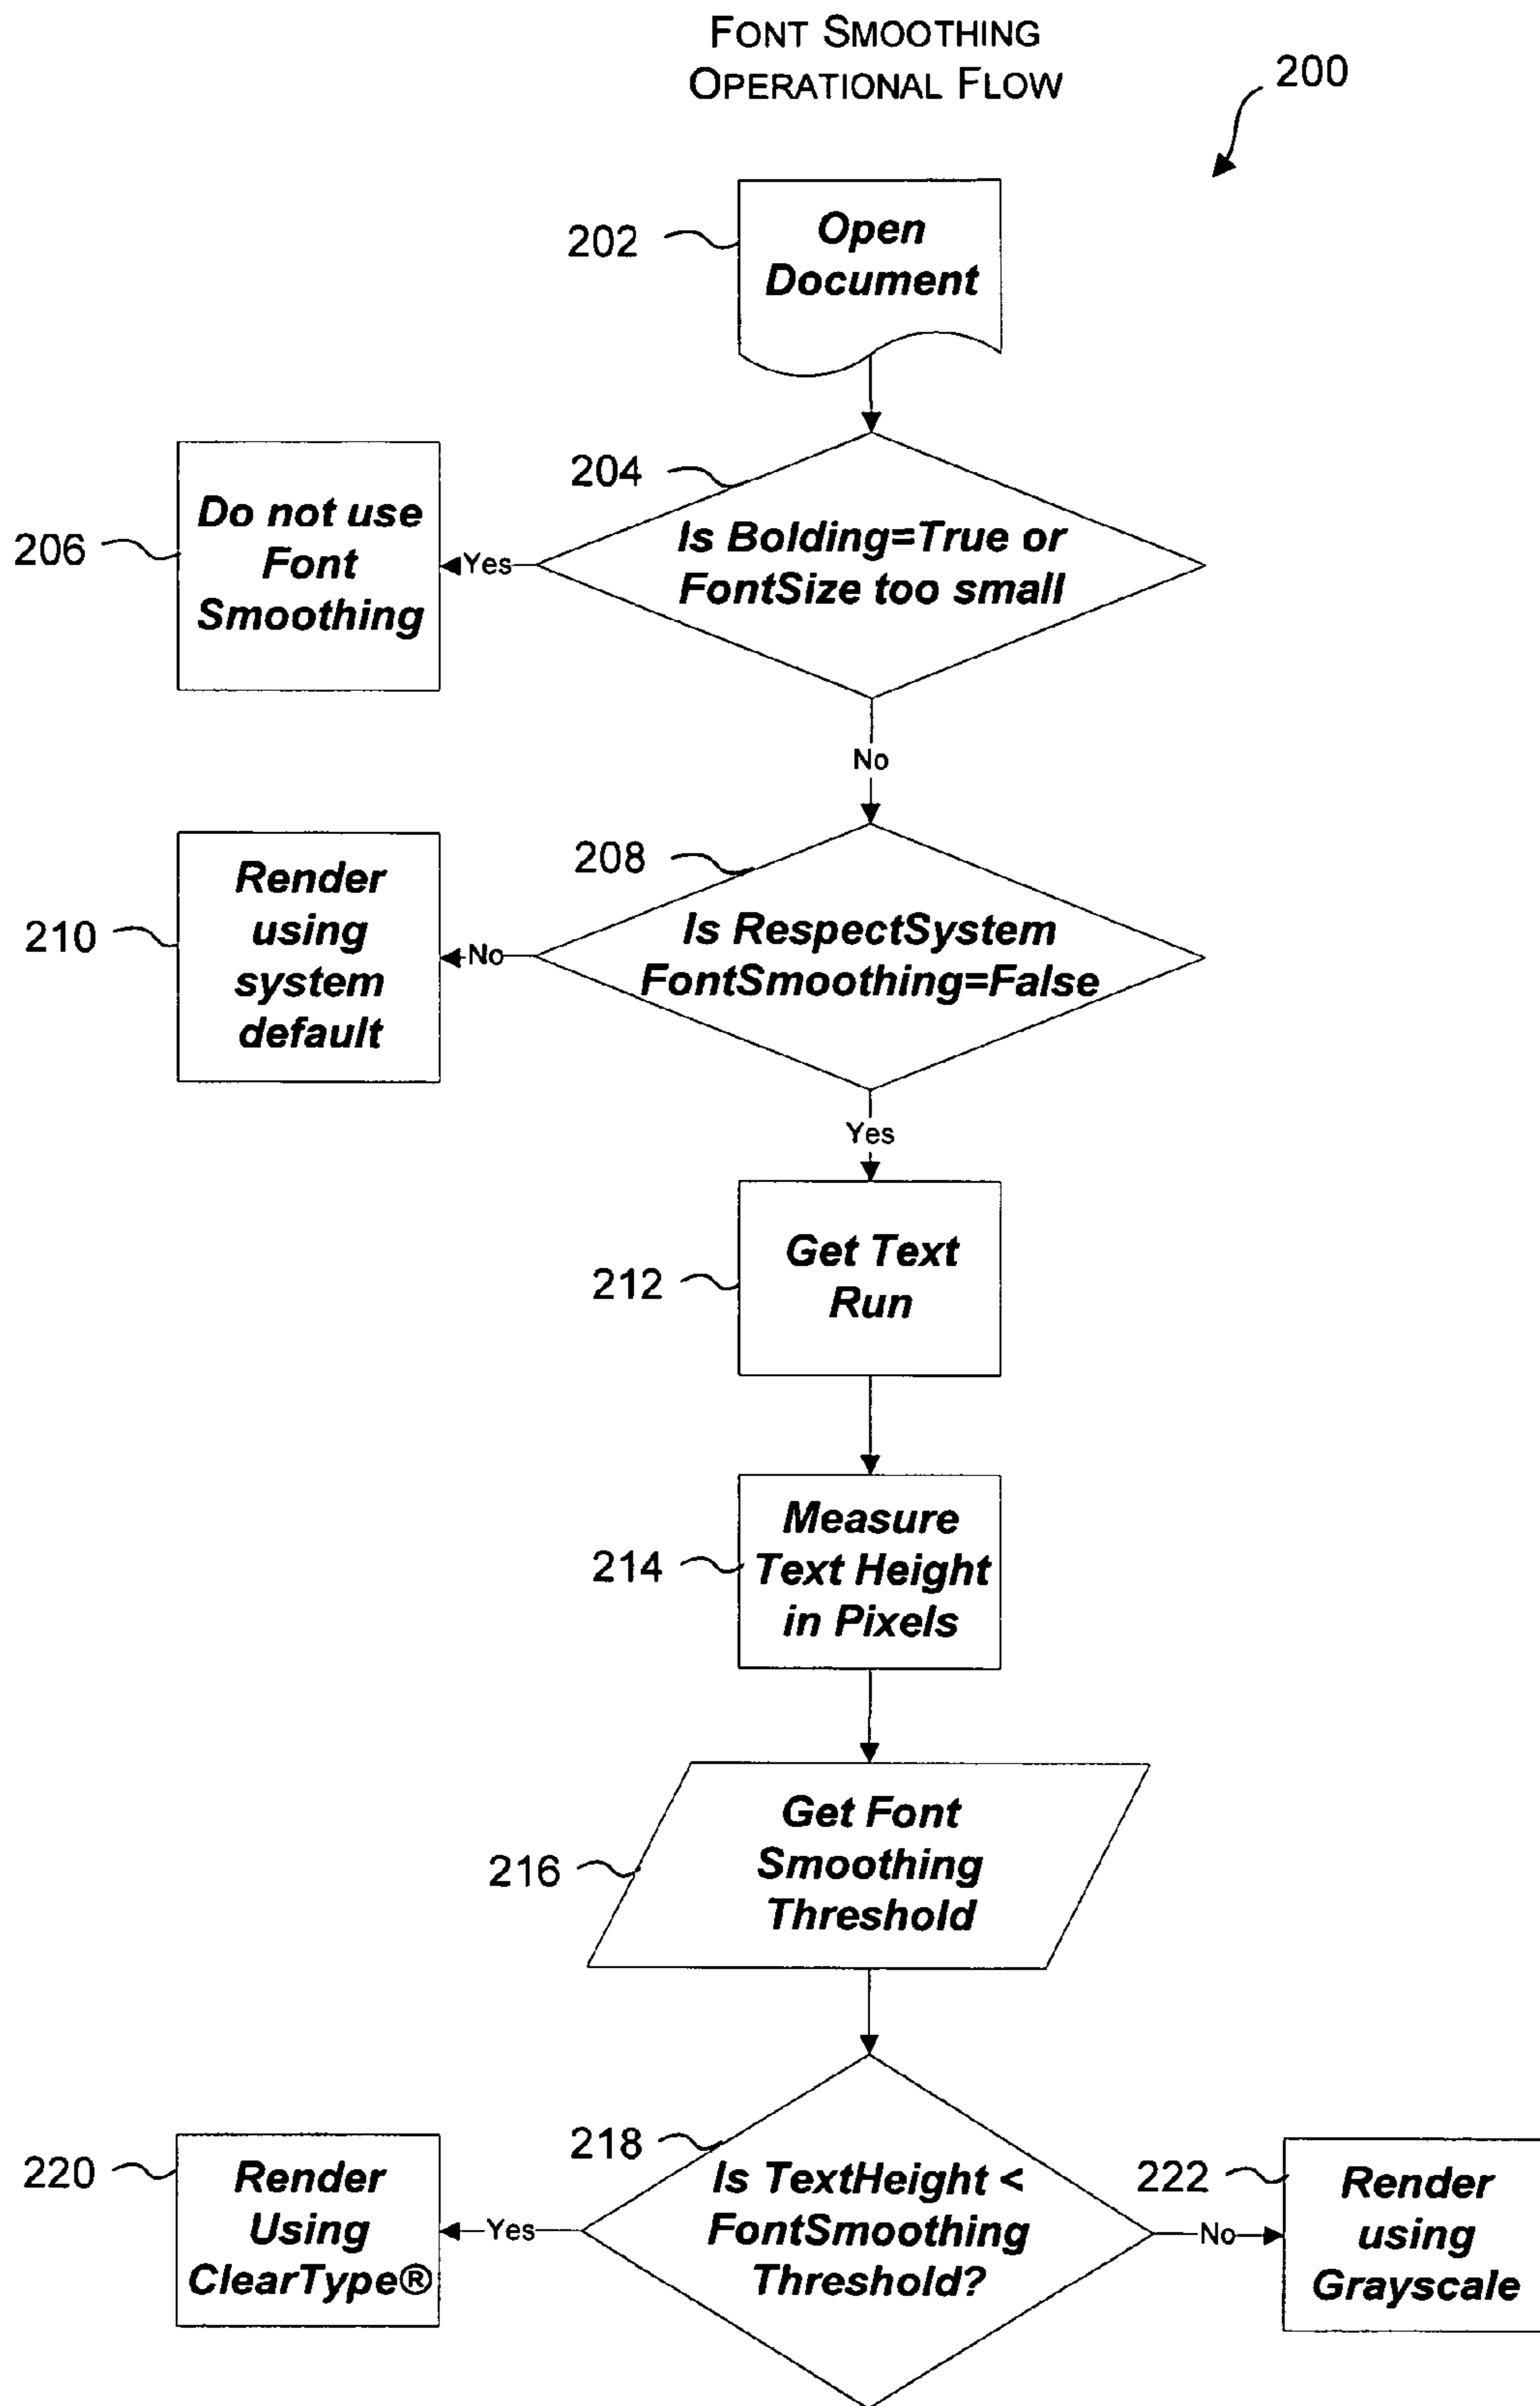 FONT SMOOTHING
OPERATIONAL FLOW
200
202
Open
Document
204
Is Bolding=True or
FontSize too small
Yes
206
Do not use
Font
Smoothing
No
208
Is RespectSystem
FontSmoothing=False
No
210
Render
using
system
default
Yes
212
Get Text
Run
214
Measure
Text Height
in Pixels
216
Get Font
Smoothing
Threshold
218
Is TextHeight <
FontSmoothing
Threshold?
Yes
220
Render
Using
ClearType®
No
222
Render
using
Grayscale